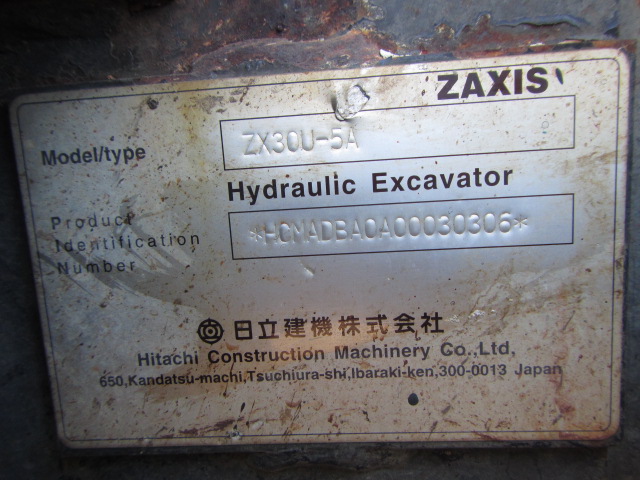 ZAXIS
Model/type ZX30U-5A
Hydraulic Excavator
Product
Identification
Number
*HCMADBA0A00030306*
日立建機株式会社
Hitachi Construction Machinery Co.,Ltd,
650,Kandatsu-machi,Tsuchiura-shi,Ibaraki-ken,300-0013 Japan